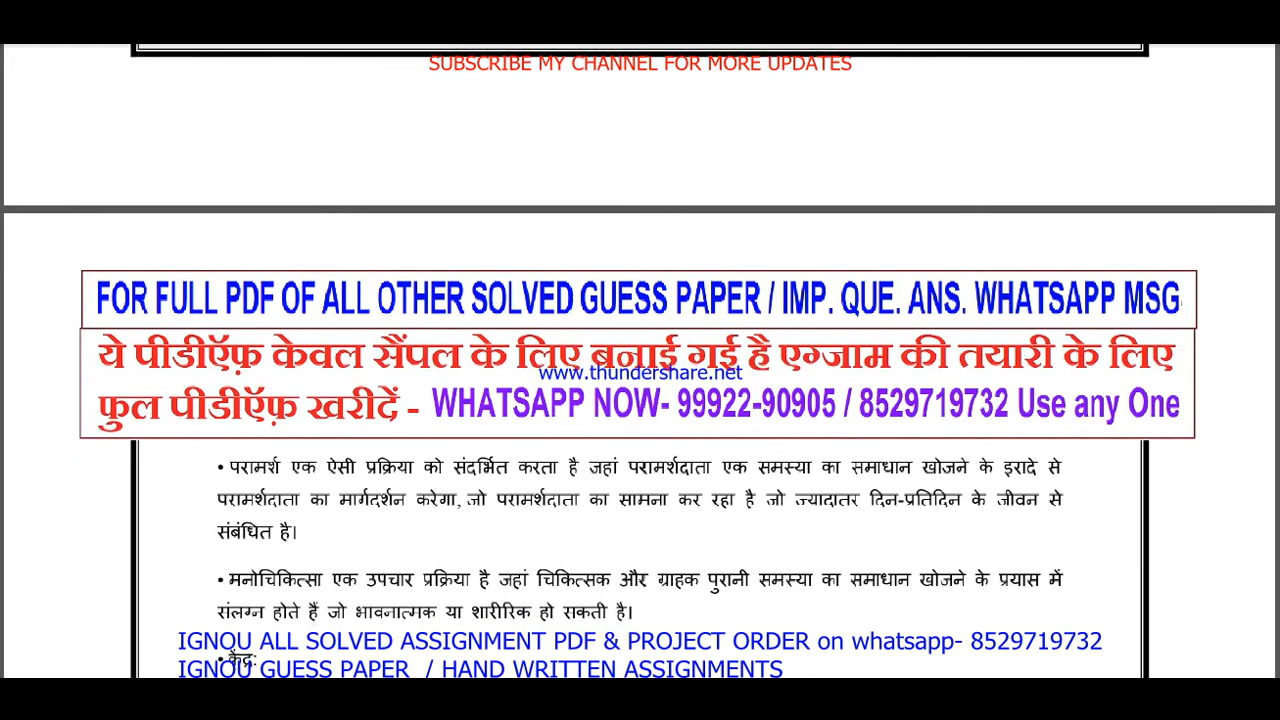 SUBSCRIBE MY CHANNEL FOR MORE UPDATES
FOR FULL PDF OF ALL OTHER SOLVED GUESS PAPER / IMP. QUE. ANS. WHATSAPP MSG
ये पीडीऍफ़ केवल सैंपल के लिए बनाई गई है एग्जाम की तयारी के लिए
www.thundershare.net
फुल पीडीऍफ़ खरीदें - WHATSAPP NOW- 99922-90905 / 8529719732 Use any One
• परामर्श एक ऐसी प्रक्रिया को संदर्भित करता है जहां परामर्शदाता एक समस्या का समाधान खोजने के इरादे से
परामर्शदाता का मार्गदर्शन करेगा, जो परामर्शदाता का सामना कर रहा है जो ज्यादातर दिन-प्रतिदिन के जीवन से
संबंधित है।
• मनोचिकित्सा एक उपचार प्रक्रिया है जहां चिकित्सक और ग्राहक पुरानी समस्या का समाधान खोजने के प्रयास में
संलग्न होते हैं जो भावनात्मक या शारीरिक हो सकती है।
IGNOU ALL SOLVED ASSIGNMENT PDF & PROJECT ORDER on whatsapp- 8529719732
• केंद्र:
IGNOU GUESS PAPER / HAND WRITTEN ASSIGNMENTS